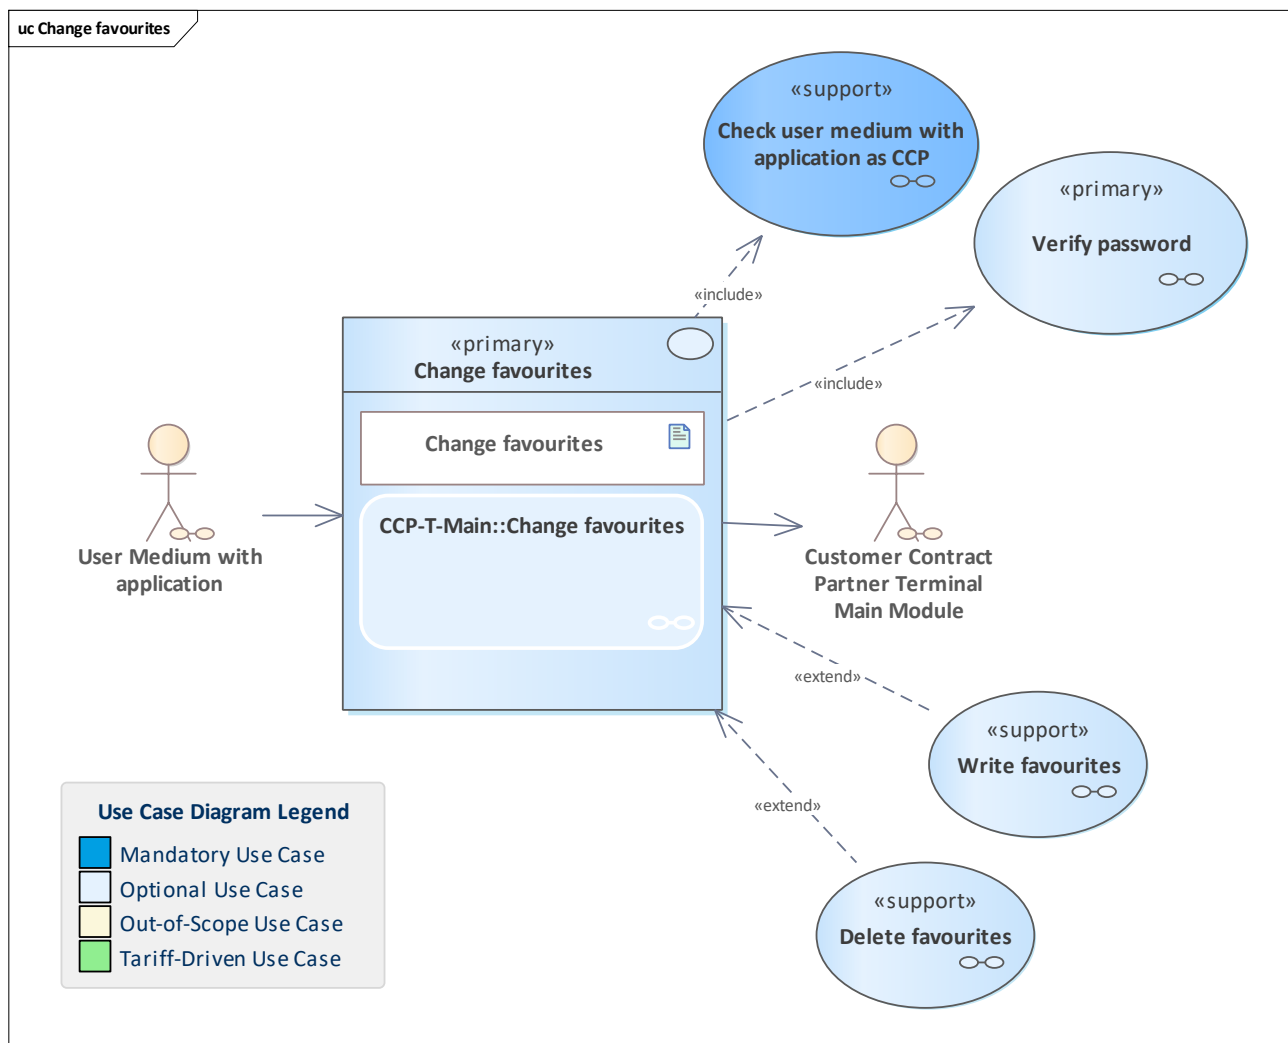 uc Change favourites
«support»
Check user medium with
application as CCP
«primary»
Verify password
«include»
«include»
«primary»
Change favourites
Change favourites
CCP-T-Main::Change favourites
User Medium with
application
Customer Contract
Partner Terminal
Main Module
«extend»
«support»
Write favourites
«extend»
«support»
Delete favourites
Use Case Diagram Legend
Mandatory Use Case
Optional Use Case
Out-of-Scope Use Case
Tariff-Driven Use Case